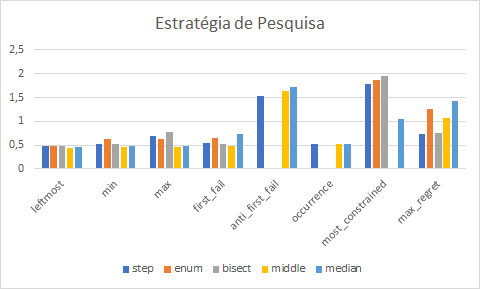 Estratégia de Pesquisa
2,5
2
1,5
1
0,5
0
leftmost
min
max
first_fail
anti_first_fail
occurrence
most_constrained
max_regret
step enum bisect middle median